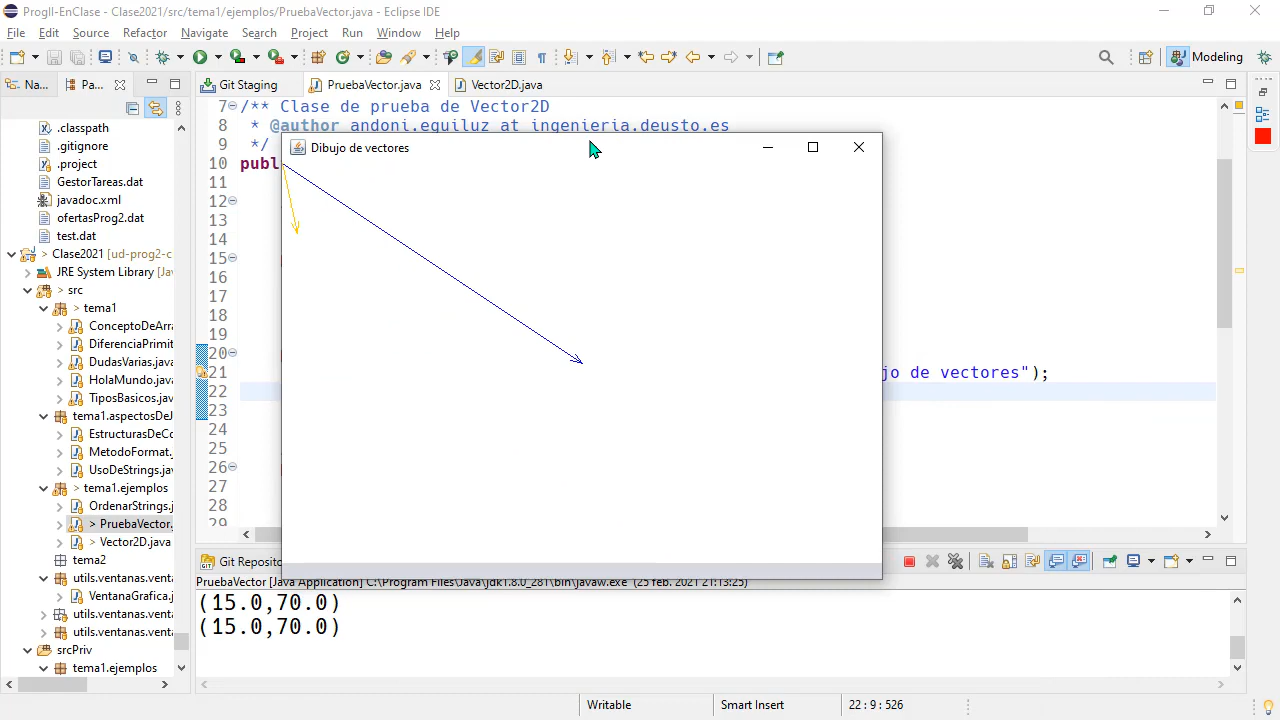 ProgII-EnClase - Clase2021/src/tema1/ejemplos/PruebaVector.java - Eclipse IDE
File Edit Source Refactor Navigate Search Project Run Window Help
Modeling
Na... Pa... Git Staging PruebaVector.java Vector2D.java
.classpath
.gitignore
.project
GestorTareas.dat
javadoc.xml
ofertasProg2.dat
test.dat
> Clase2021 [ud-prog2-c
JRE System Library [Ja
> src
> tema1
ConceptoDeArra
DiferenciaPrimit
DudasVarias.java
HolaMundo.java
TiposBasicos.java
tema1.aspectosDeJ
EstructurasDeCo
MetodoFormat.j
UsoDeStrings.jav
> tema1.ejemplos
OrdenarStrings.j
> PruebaVector.
> Vector2D.java
tema2
utils.ventanas.venta
VentanaGrafica.j
utils.ventanas.venta
utils.ventanas.venta
srcPriv
tema1.ejemplos
7 /** Clase de prueba de Vector2D
8 * @author andoni.eguiluz at ingenieria.deusto.es
9 */
10 publ
11
12
13
14
15
16
17
18
19
20
21 jo de vectores");
22
23
24
25
26
27
28
29
Dibujo de vectores
Git Reposito
PruebaVector [Java Application] C:\Program Files\Java\jdk1.8.0_281\bin\javaw.exe (25 feb. 2021 21:13:25)
(15.0,70.0)
(15.0,70.0)
Writable Smart Insert 22 : 9 : 526